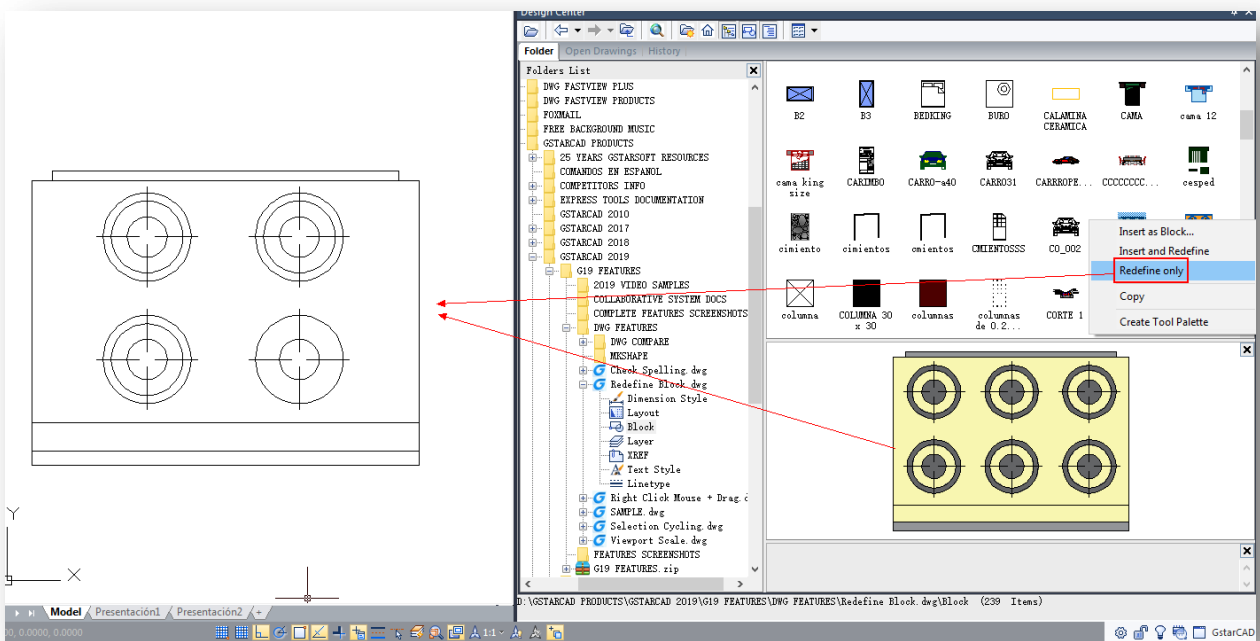 Design Center
Folder Open Drawings History
Folders List
DWG FASTVIEW PLUS
DWG FASTVIEW PRODUCTS
FOXMAIL
FREE BACKGROUND MUSIC
GSTARCAD PRODUCTS
25 YEARS GSTARSOFT RESOURCES
COMANDOS EN ESPANOL
COMPETITORS INFO
EXPRESS TOOLS DOCUMENTATION
GSTARCAD 2010
GSTARCAD 2017
GSTARCAD 2018
GSTARCAD 2019
G19 FEATURES
2019 VIDEO SAMPLES
COLLABORATIVE SYSTEM DOCS
COMPLETE FEATURES SCREENSHOTS
DWG FEATURES
DWG COMPARE
MKSHAPE
Check Spelling.dwg
Redefine Block.dwg
Dimension Style
Layout
Block
Layer
XREF
Text Style
Linetype
Right Click Mouse + Drag.d
SAMPLE.dwg
Selection Cycling.dwg
Viewport Scale.dwg
FEATURES SCREENSHOTS
G19 FEATURES.zip
B2 B3 BEDKING BURO CALAMINA CERAMICA CAMA cama 12
cama king size CARIMBO CARRO-a40 CARRO31 CARRROPE... CCCCCCCC... cesped
cimiento cimientos cmientos CMIENTOSSS CO_002
columna COLUMNA 30 x 30 columnas columnas de 0.2... CORTE 1
Insert as Block...
Insert and Redefine
Redefine only
Copy
Create Tool Palette
Y
X
Model Presentación1 Presentación2 +
D:\GSTARCAD PRODUCTS\GSTARCAD 2019\G19 FEATURES\DWG FEATURES\Redefine Block.dwg\Block (239 Items)
00, 0.0000, 0.0000
1:1
GstarCAD